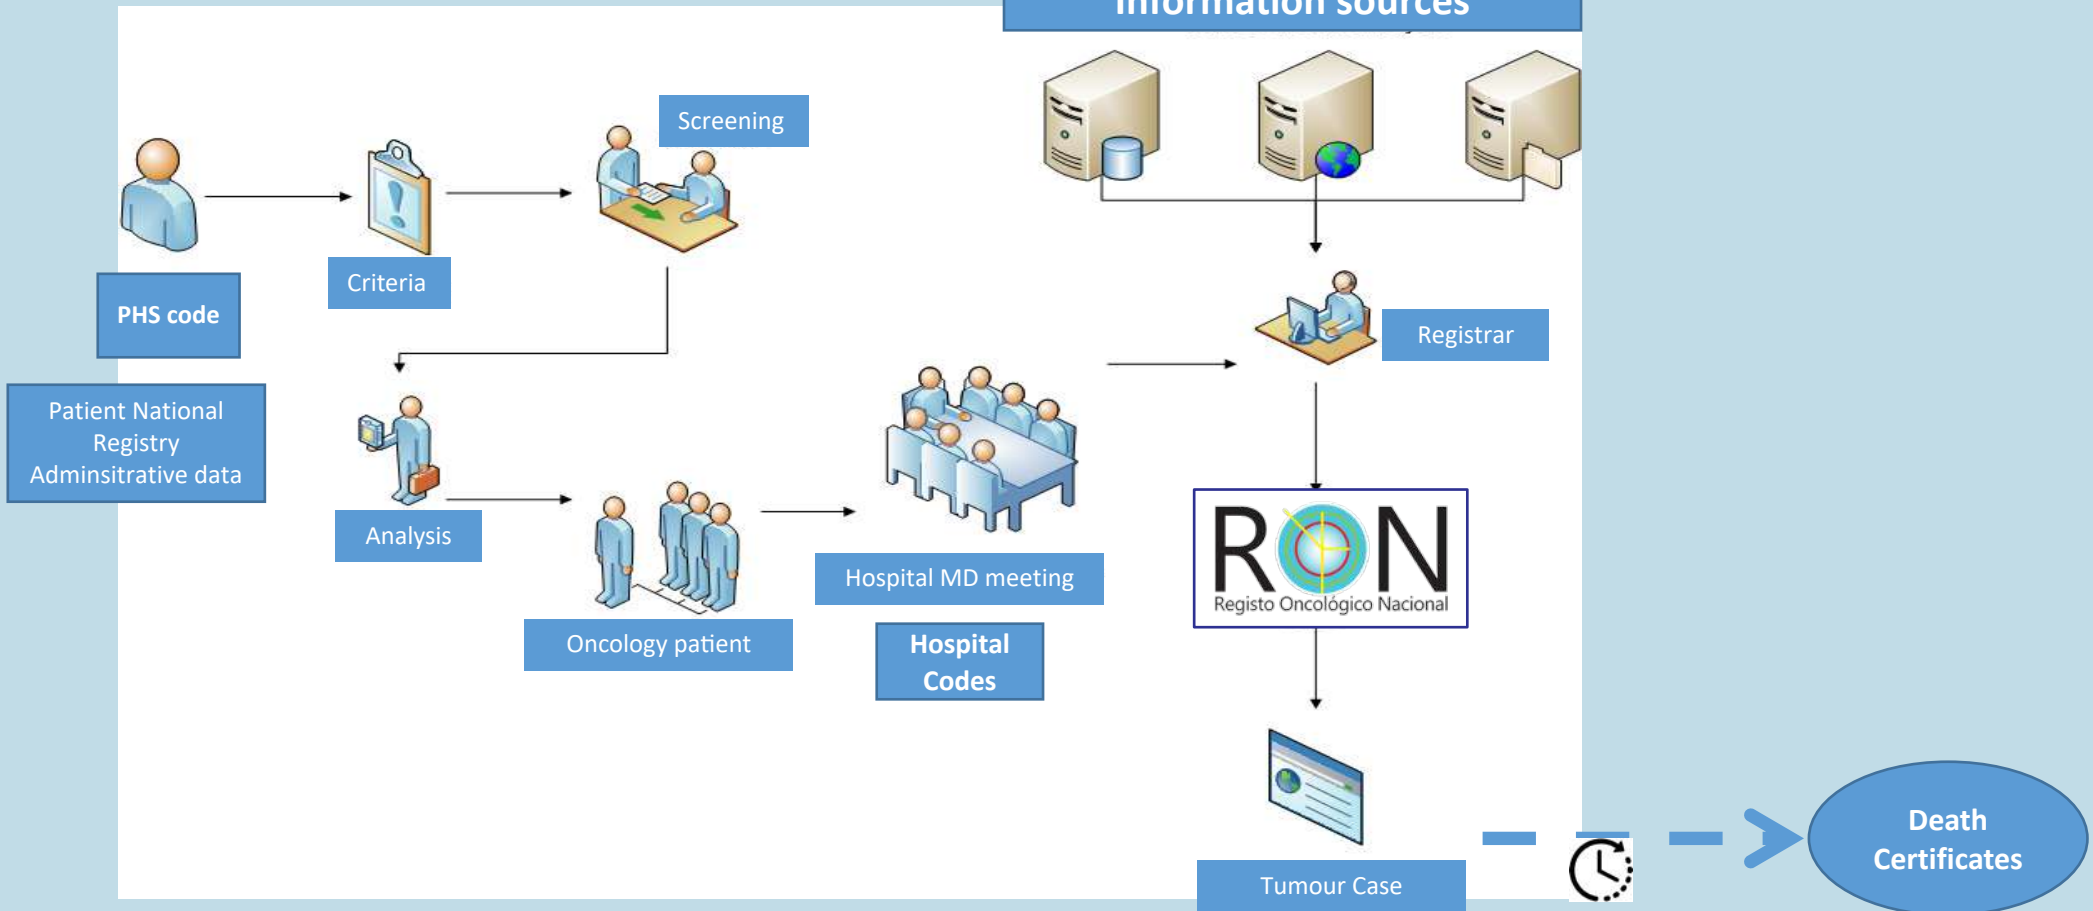 Information sources
Screening
Criteria
PHS code
Registrar
Patient National
Registry
Adminsitrative data
Analysis
Hospital MD meeting
RON
Registo Oncológico Nacional
Oncology patient
Hospital
Codes
Death
Certificates
Tumour Case